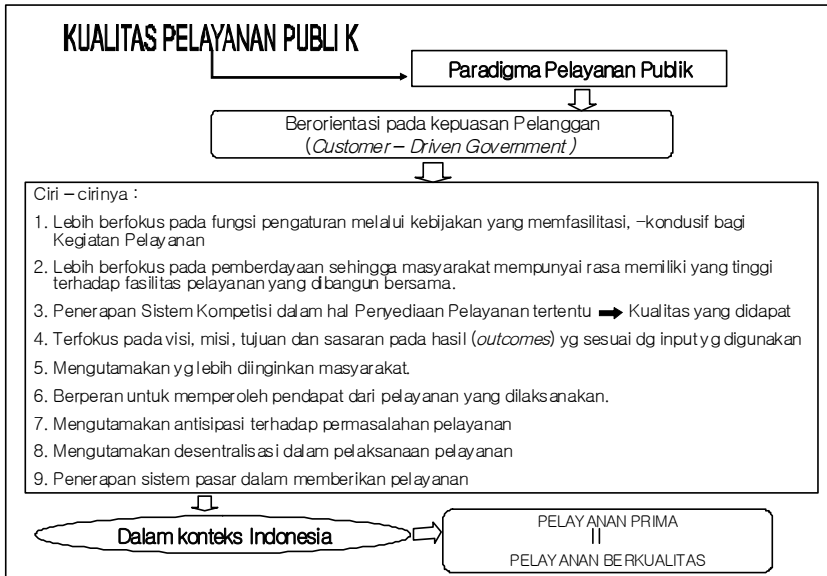 KUALITAS PELAYANAN PUBLI K
Paradigma Pelayanan Publik
Berorientasi pada kepuasan Pelanggan
(Customer – Driven Government )
Ciri – cirinya :
1. Lebih berfokus pada fungsi pengaturan melalui kebijakan yang memfasilitasi, –kondusif bagi
Kegiatan Pelayanan
2. Lebih berfokus pada pemberdayaan sehingga masyarakat mempunyai rasa memiliki yang tinggi
terhadap fasilitas pelayanan yang dibangun bersama.
3. Penerapan Sistem Kompetisi dalam hal Penyediaan Pelayanan tertentu ➡ Kualitas yang didapat
4. Terfokus pada visi, misi, tujuan dan sasaran pada hasil (outcomes) yg sesuai dg input yg digunakan
5. Mengutamakan yg lebih diinginkan masyarakat.
6. Berperan untuk memperoleh pendapat dari pelayanan yang dilaksanakan.
7. Mengutamakan antisipasi terhadap permasalahan pelayanan
8. Mengutamakan desentralisasi dalam pelaksanaan pelayanan
9. Penerapan sistem pasar dalam memberikan pelayanan
Dalam konteks Indonesia
PELAYANAN PRIMA
=
PELAYANAN BERKUALITAS